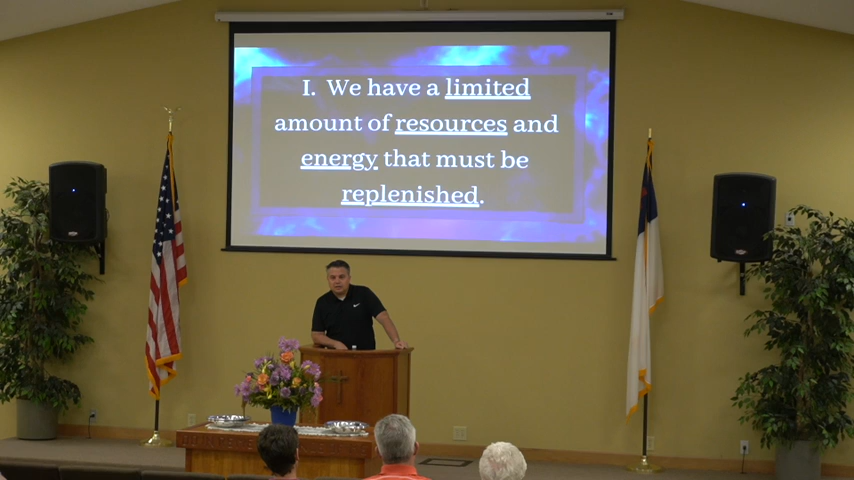 I. We have a limited
amount of resources and
energy that must be
replenished.